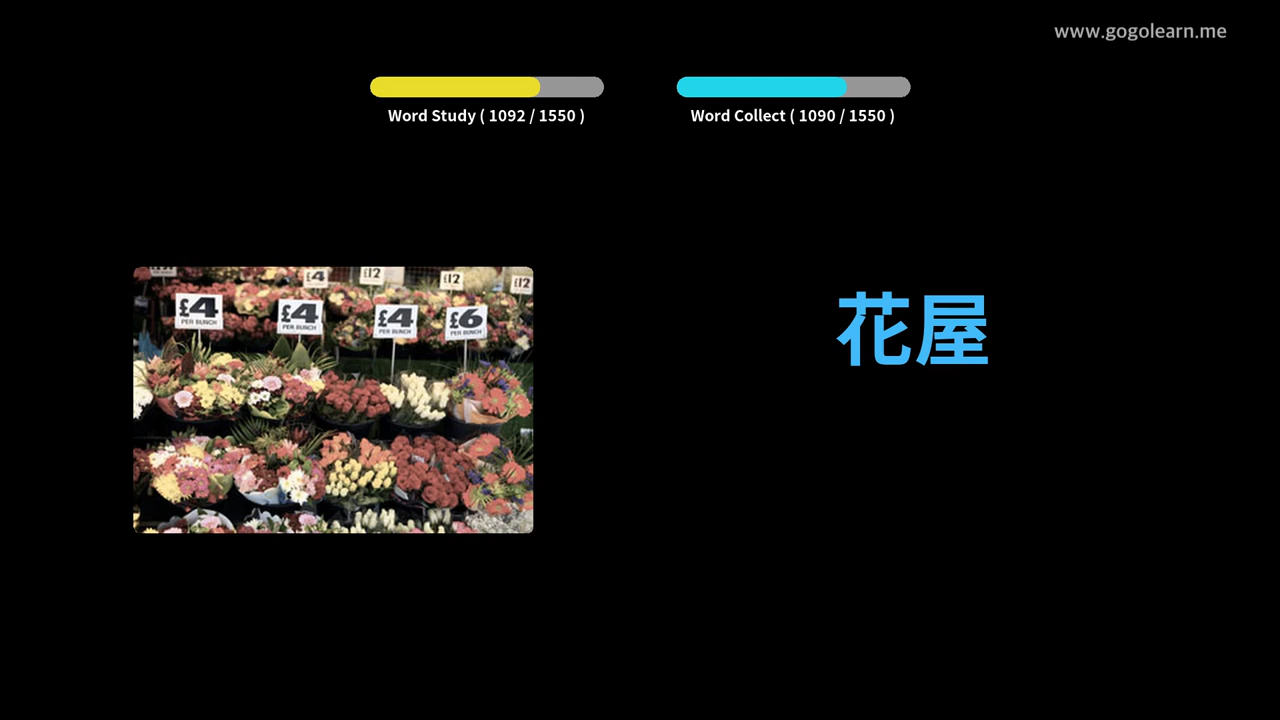 www.gogolearn.me
Word Study ( 1092 / 1550 )
Word Collect ( 1090 / 1550 )
花屋
£4
£12
£12
£12
£4
PER BUNCH
£4
PER BUNCH
£4
PER BUNCH
£6
PER BUNCH